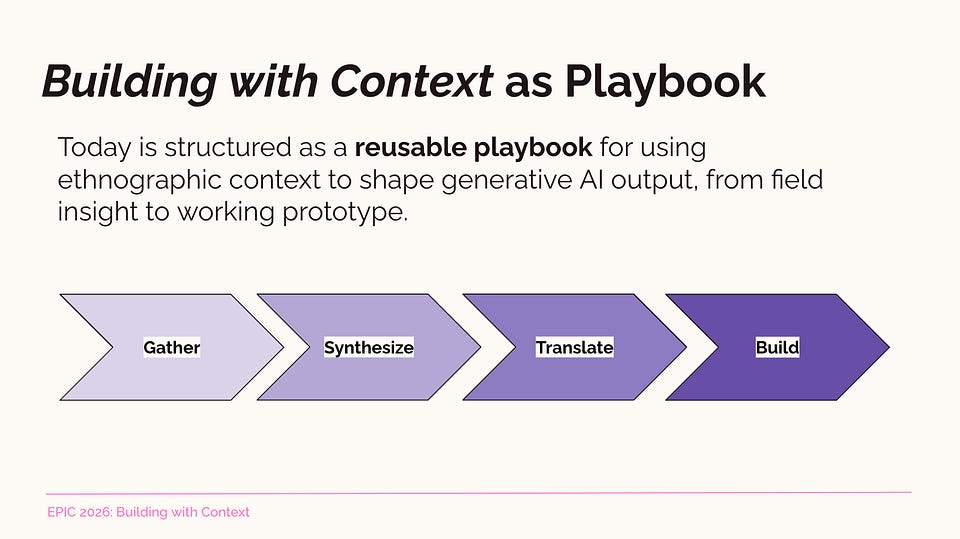 Building with Context as Playbook
Today is structured as a reusable playbook for using
ethnographic context to shape generative AI output, from field
insight to working prototype.
Gather
Synthesize
Translate
Build
EPIC 2026: Building with Context